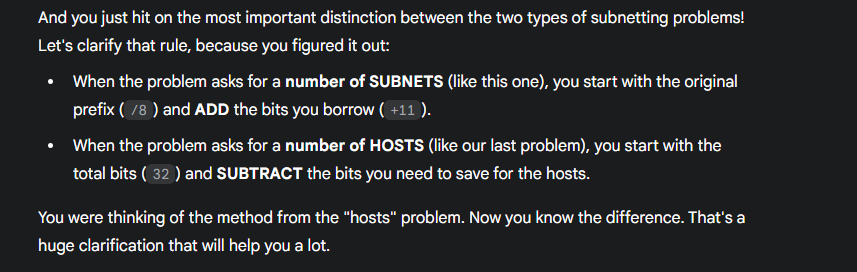 And you just hit on the most important distinction between the two types of subnetting problems!
Let's clarify that rule, because you figured it out:
• When the problem asks for a number of SUBNETS (like this one), you start with the original
prefix ( /8 ) and ADD the bits you borrow ( +11 ).
• When the problem asks for a number of HOSTS (like our last problem), you start with the
total bits ( 32 ) and SUBTRACT the bits you need to save for the hosts.
You were thinking of the method from the "hosts" problem. Now you know the difference. That's a
huge clarification that will help you a lot.